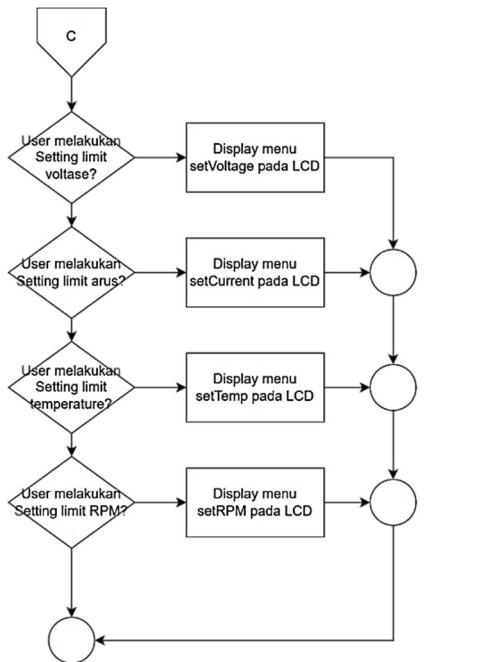 C
User melakukan
Setting limit
voltase?
Display menu
setVoltage pada LCD
User melakukan
Setting limit arus?
Display menu
setCurrent pada LCD
User melakukan
Setting limit
temperature?
Display menu
setTemp pada LCD
User melakukan
Setting limit RPM?
Display menu
setRPM pada LCD